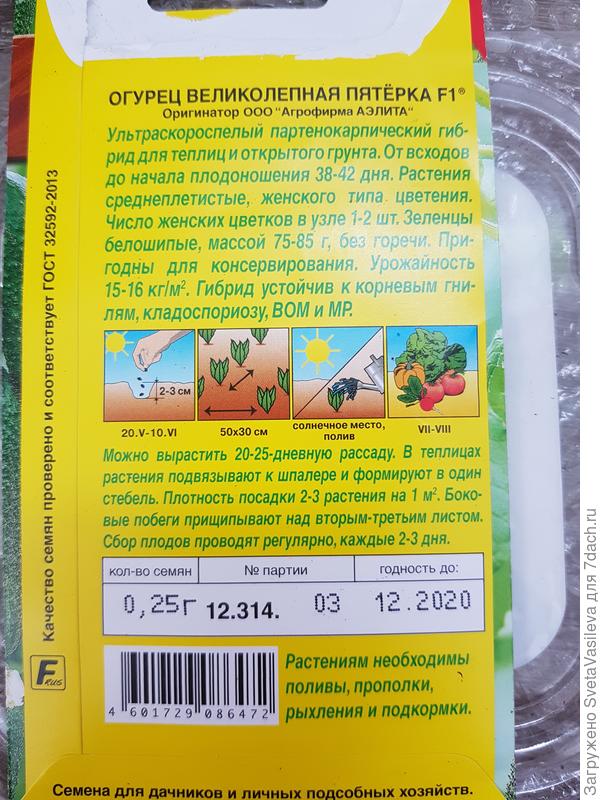 ОГУРЕЦ ВЕЛИКОЛЕПНАЯ ПЯТЁРКА F1®
Оригинатор ООО "Агрофирма АЭЛИТА"
Ультраскороспелый партенокарпический гиб-
рид для теплиц и открытого грунта. От всходов
до начала плодоношения 38-42 дня. Растения
среднеплетистые, женского типа цветения.
Число женских цветков в узле 1-2 шт. Зеленцы
белошипые, массой 75-85 г, без горечи. При-
годны для консервирования. Урожайность
15-16 кг/м². Гибрид устойчив к корневым гни-
лям, кладоспориозу, ВОМ и МР.
2-3 см
20.V-10.VI
50x30 см
солнечное место,
полив
VII-VIII
Можно вырастить 20-25-дневную рассаду. В теплицах
растения подвязывают к шпалере и формируют в один
стебель. Плотность посадки 2-3 растения на 1 м². Боко-
вые побеги прищипывают над вторым-третьим листом.
Сбор плодов проводят регулярно, каждые 2-3 дня.
кол-во семян № партии годность до:
0,25г 12.314. 03 12.2020
4 601729 086472
Растениям необходимы
поливы, прополки,
рыхления и подкормки.
Семена для дачников и личных подсобных хозяйств.
Качество семян проверено и соответствует ГОСТ 32592-2013
F RUS
Загружено SvetaVasileva для 7dach.ru